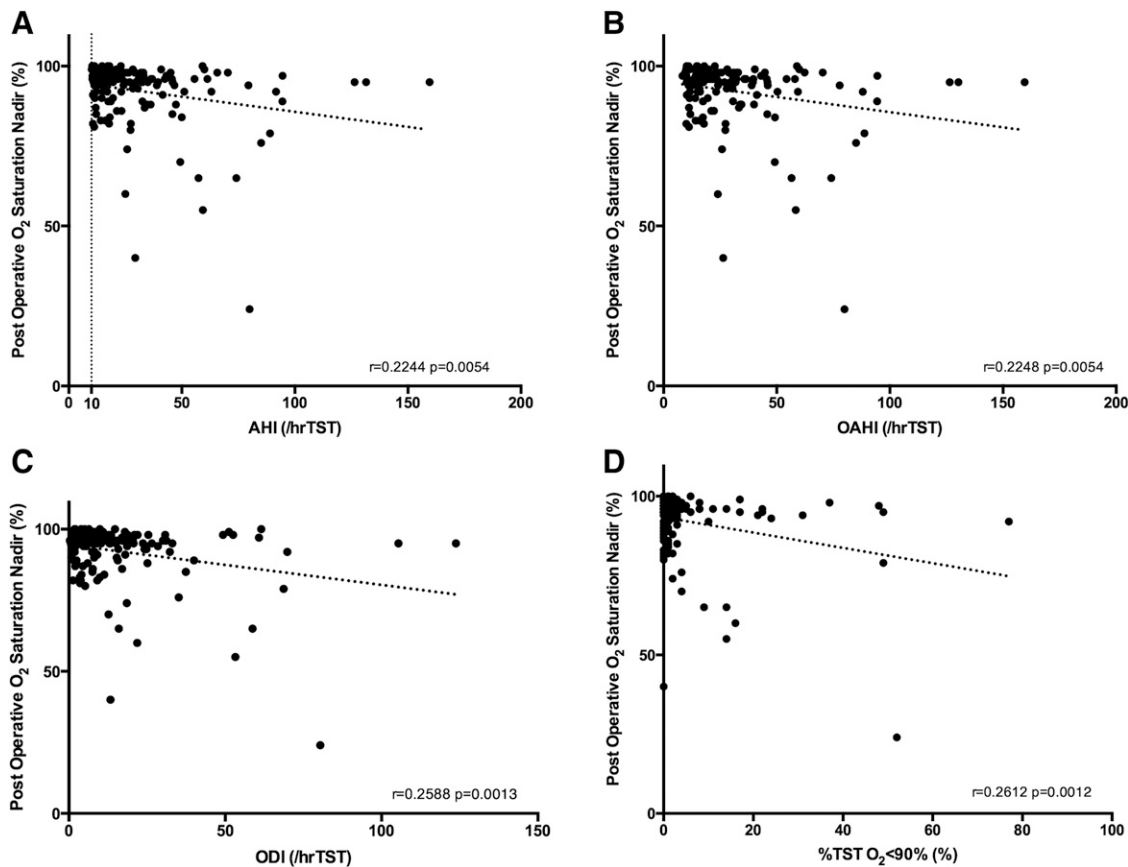 A
Post Operative O₂ Saturation Nadir (%)
100
50
0
0 10 50 100 150 200
r=0.2244 p=0.0054
AHI (/hrTST)
B
Post Operative O₂ Saturation Nadir (%)
100
50
0
0 50 100 150 200
r=0.2248 p=0.0054
OAHI (/hrTST)
C
Post Operative O₂ Saturation Nadir (%)
100
50
0
0 50 100 150
r=0.2588 p=0.0013
ODI (/hrTST)
D
Post Operative O₂ Saturation Nadir (%)
100
50
0
0 20 40 60 80 100
r=0.2612 p=0.0012
%TST O₂<90% (%)